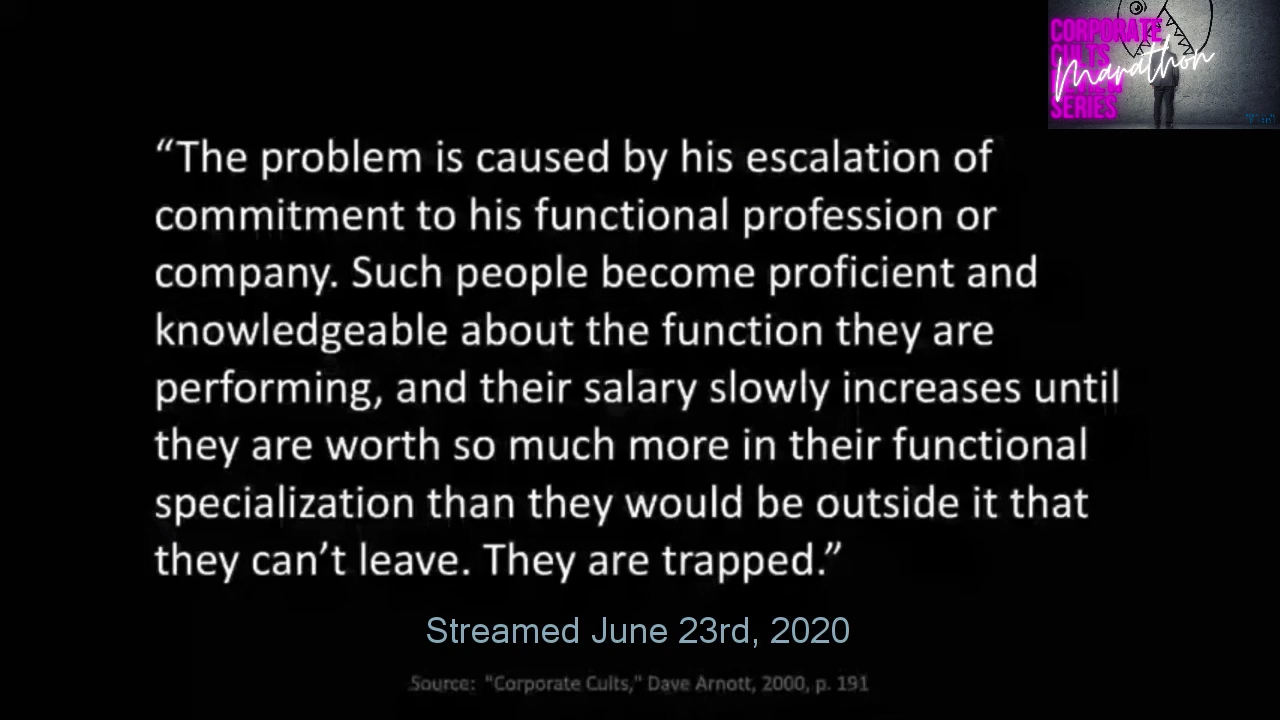 CORPORATE
CULTS
Marathon
SERIES
“The problem is caused by his escalation of
commitment to his functional profession or
company. Such people become proficient and
knowledgeable about the function they are
performing, and their salary slowly increases until
they are worth so much more in their functional
specialization than they would be outside it that
they can’t leave. They are trapped.”
Streamed June 23rd, 2020
Source: "Corporate Cults," Dave Arnott, 2000, p. 191